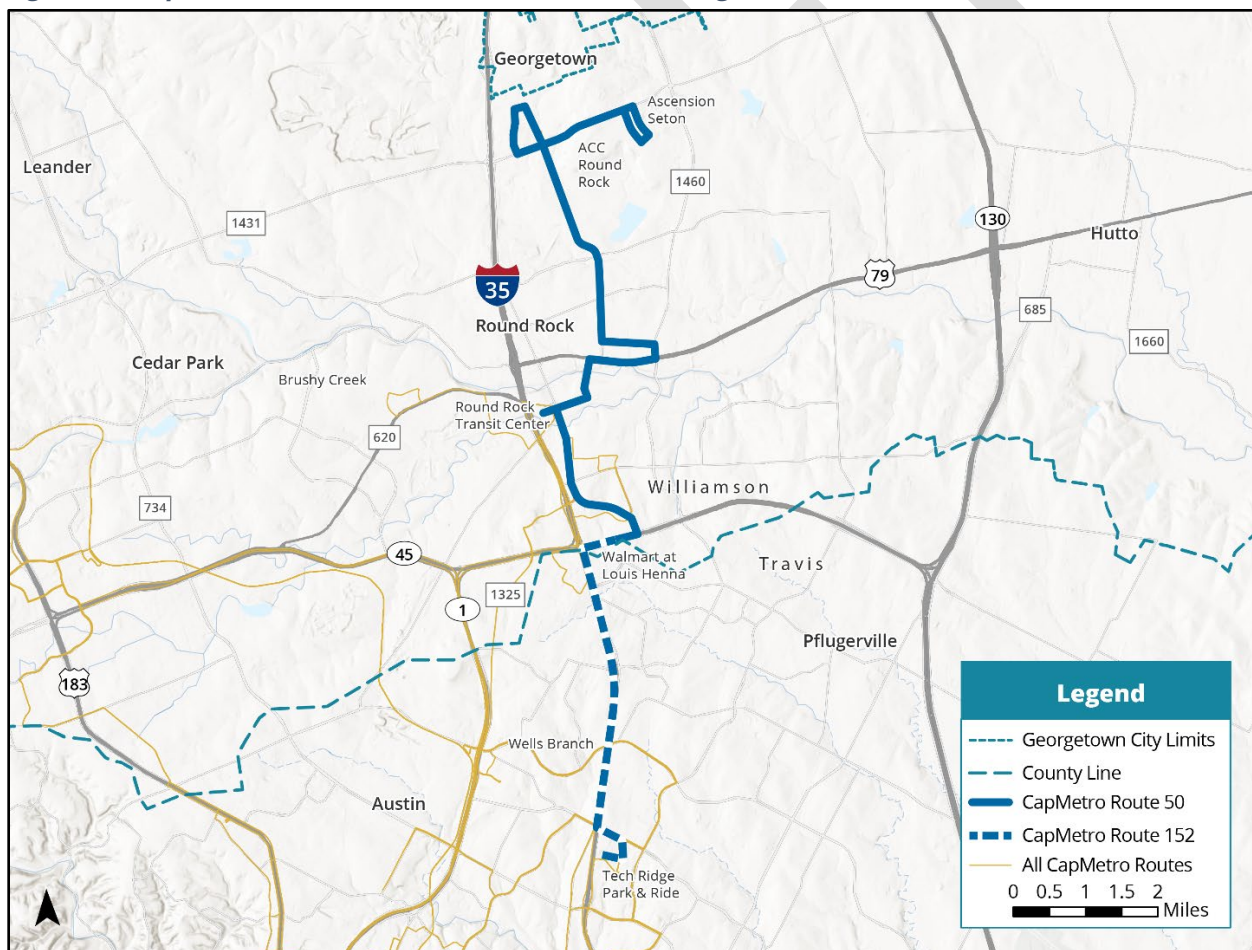 Georgetown
Ascension
Seton
ACC
Round
Rock
Leander
1460
1431
130
Hutto
35
79
Round Rock
685
1660
Cedar Park
Brushy Creek
Round Rock
Transit Center
620
Williamson
734
45
Walmart at
Louis Henna
Travis
1325
1
Pflugerville
183
Wells Branch
Austin
Tech Ridge
Park & Ride
Legend
Georgetown City Limits
County Line
CapMetro Route 50
CapMetro Route 152
All CapMetro Routes
0 0.5 1 1.5 2
Miles